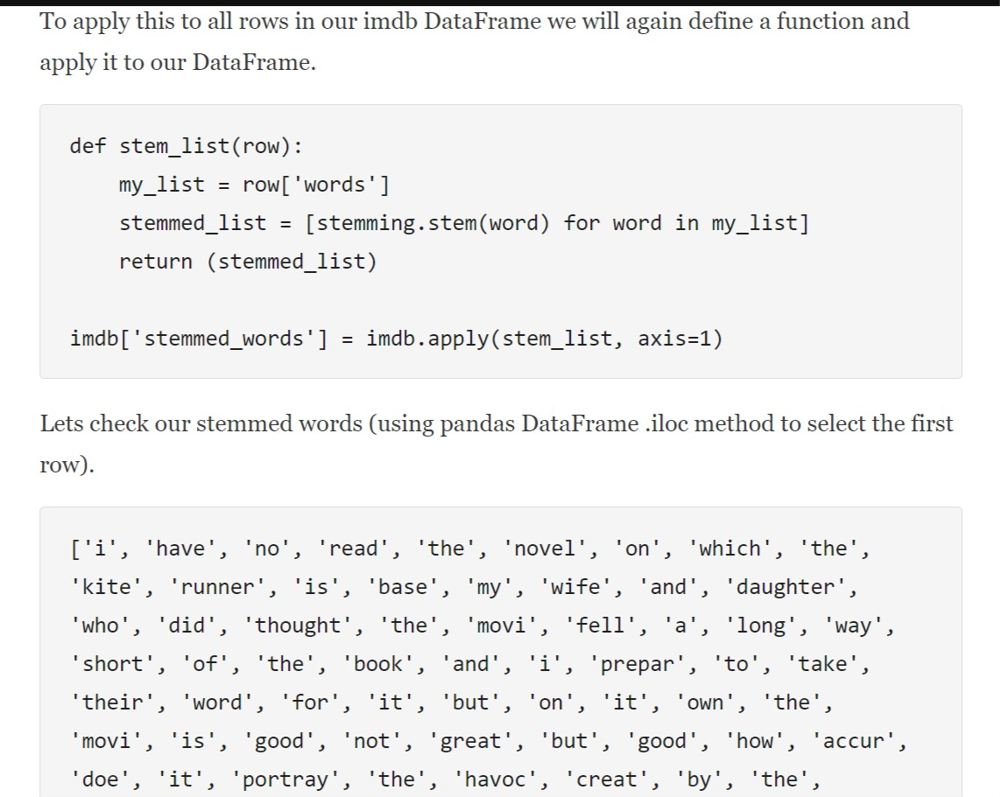 To apply this to all rows in our imdb DataFrame we will again define a function and
apply it to our DataFrame.
def stem_list(row):
    my_list = row['words']
    stemmed_list = [stemming.stem(word) for word in my_list]
    return (stemmed_list)
imdb['stemmed_words'] = imdb.apply(stem_list, axis=1)
Lets check our stemmed words (using pandas DataFrame .iloc method to select the first
row).
['i', 'have', 'no', 'read', 'the', 'novel', 'on', 'which', 'the',
'kite', 'runner', 'is', 'base', 'my', 'wife', 'and', 'daughter',
'who', 'did', 'thought', 'the', 'movi', 'fell', 'a', 'long', 'way',
'short', 'of', 'the', 'book', 'and', 'i', 'prepar', 'to', 'take',
'their', 'word', 'for', 'it', 'but', 'on', 'it', 'own', 'the',
'movi', 'is', 'good', 'not', 'great', 'but', 'good', 'how', 'accur',
'doe', 'it', 'portray', 'the', 'havoc', 'creat', 'by', 'the',